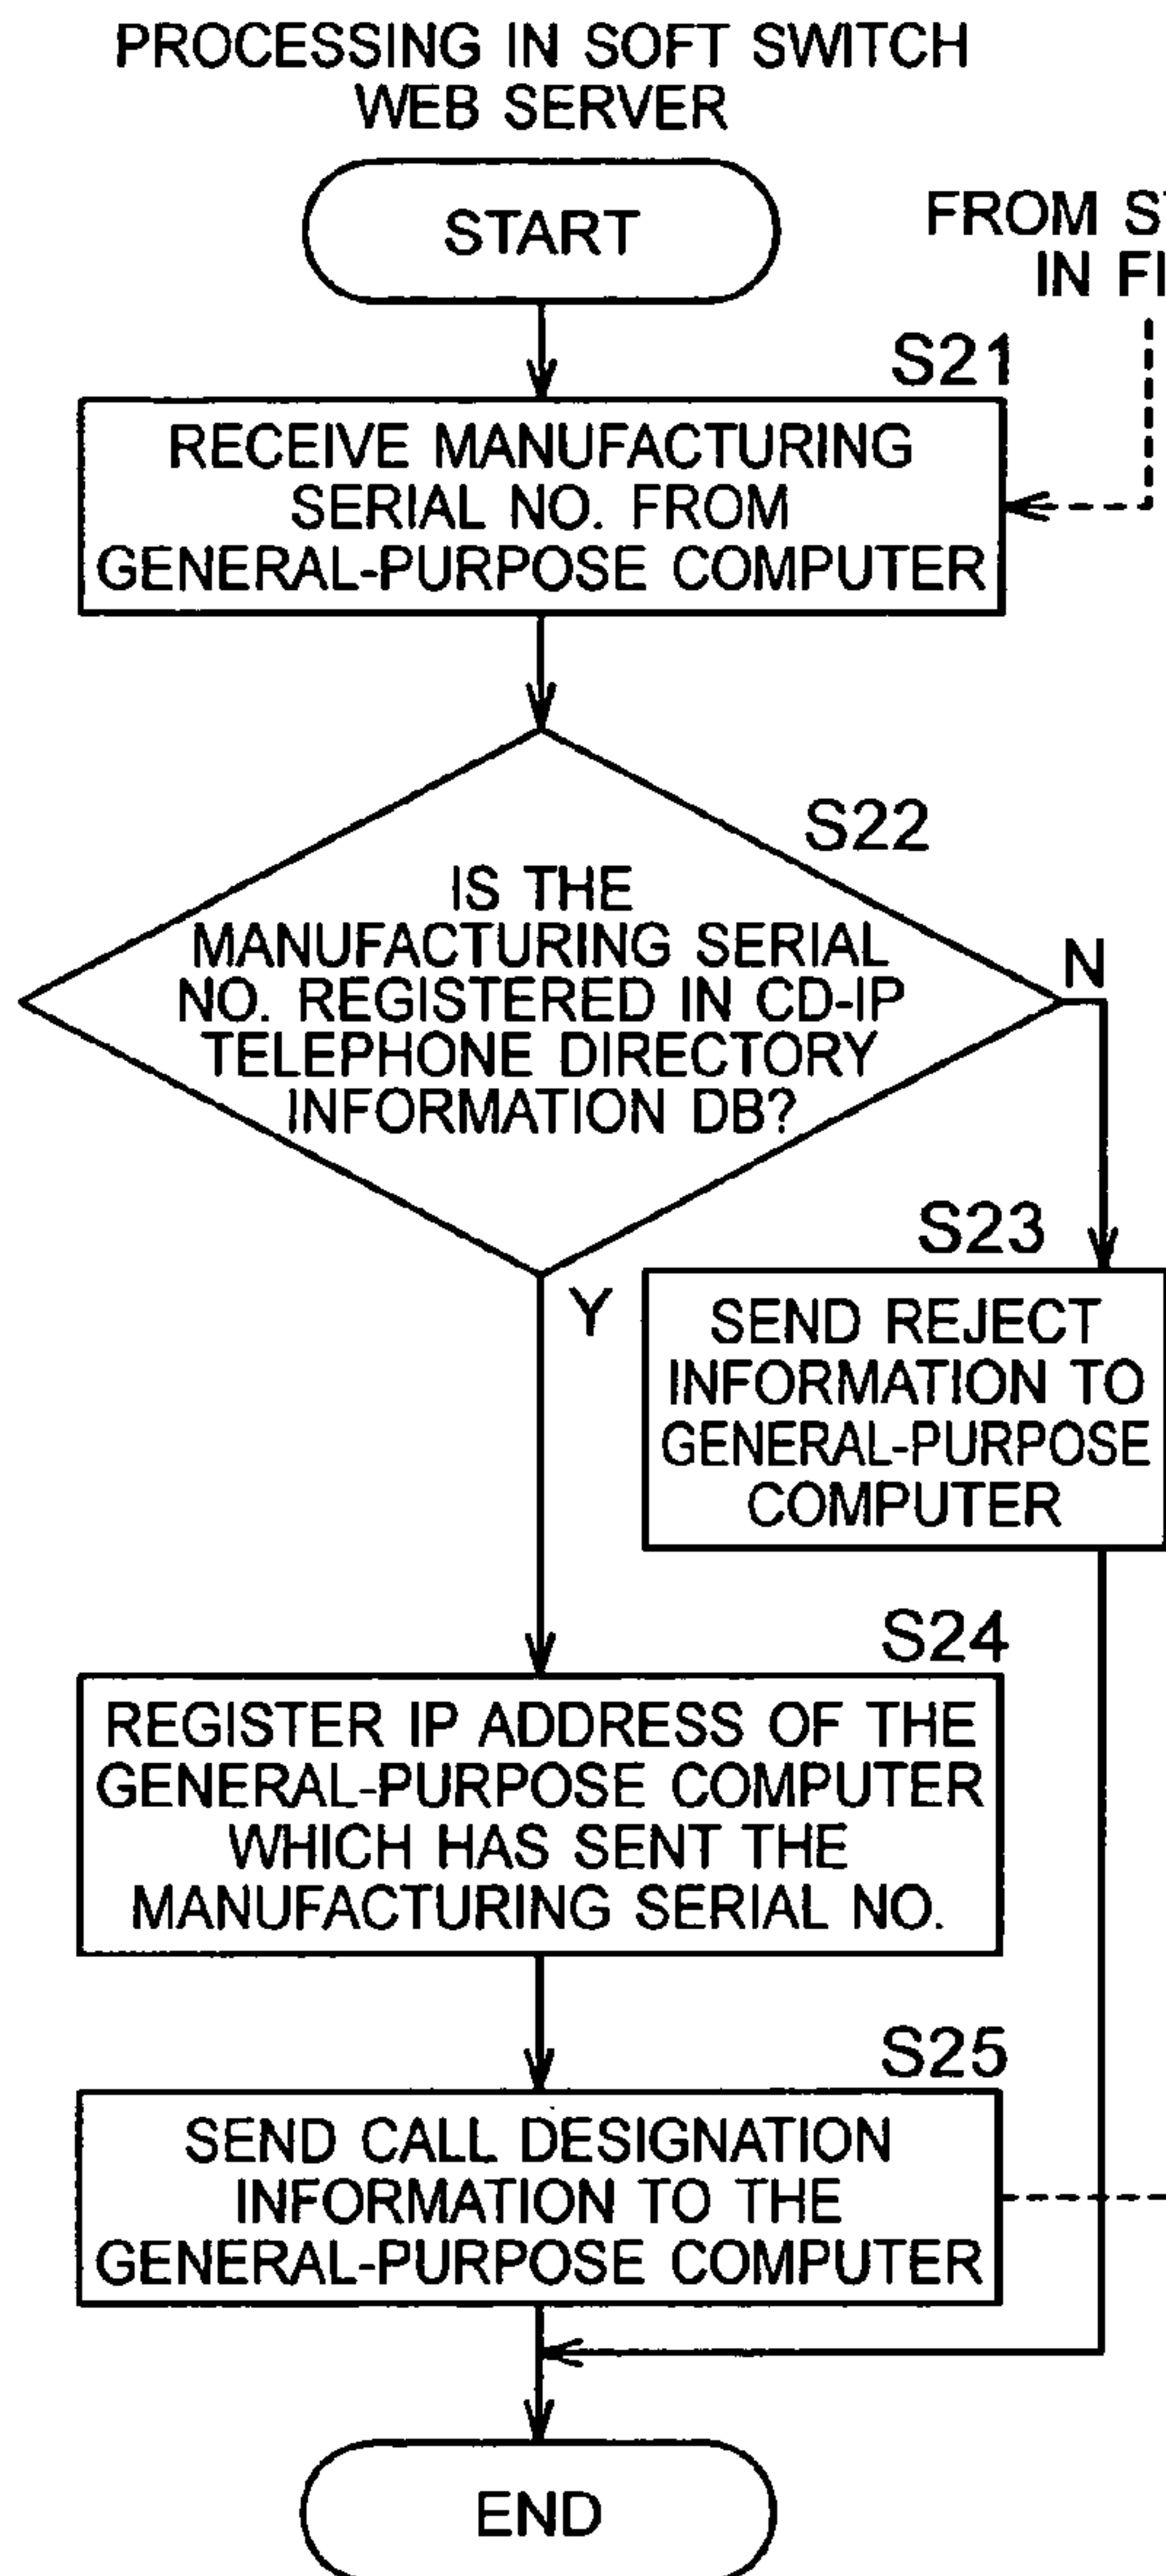 PROCESSING IN SOFT SWITCH
WEB SERVER
START
FROM
IN
S21
RECEIVE MANUFACTURING
SERIAL NO. FROM
GENERAL-PURPOSE COMPUTER
S22
IS THE
MANUFACTURING SERIAL
NO. REGISTERED IN CD-IP
TELEPHONE DIRECTORY
INFORMATION DB?
N
Y
S23
SEND REJECT
INFORMATION TO
GENERAL-PURPOSE
COMPUTER
S24
REGISTER IP ADDRESS OF THE
GENERAL-PURPOSE COMPUTER
WHICH HAS SENT THE
MANUFACTURING SERIAL NO.
S25
SEND CALL DESIGNATION
INFORMATION TO THE
GENERAL-PURPOSE COMPUTER
END